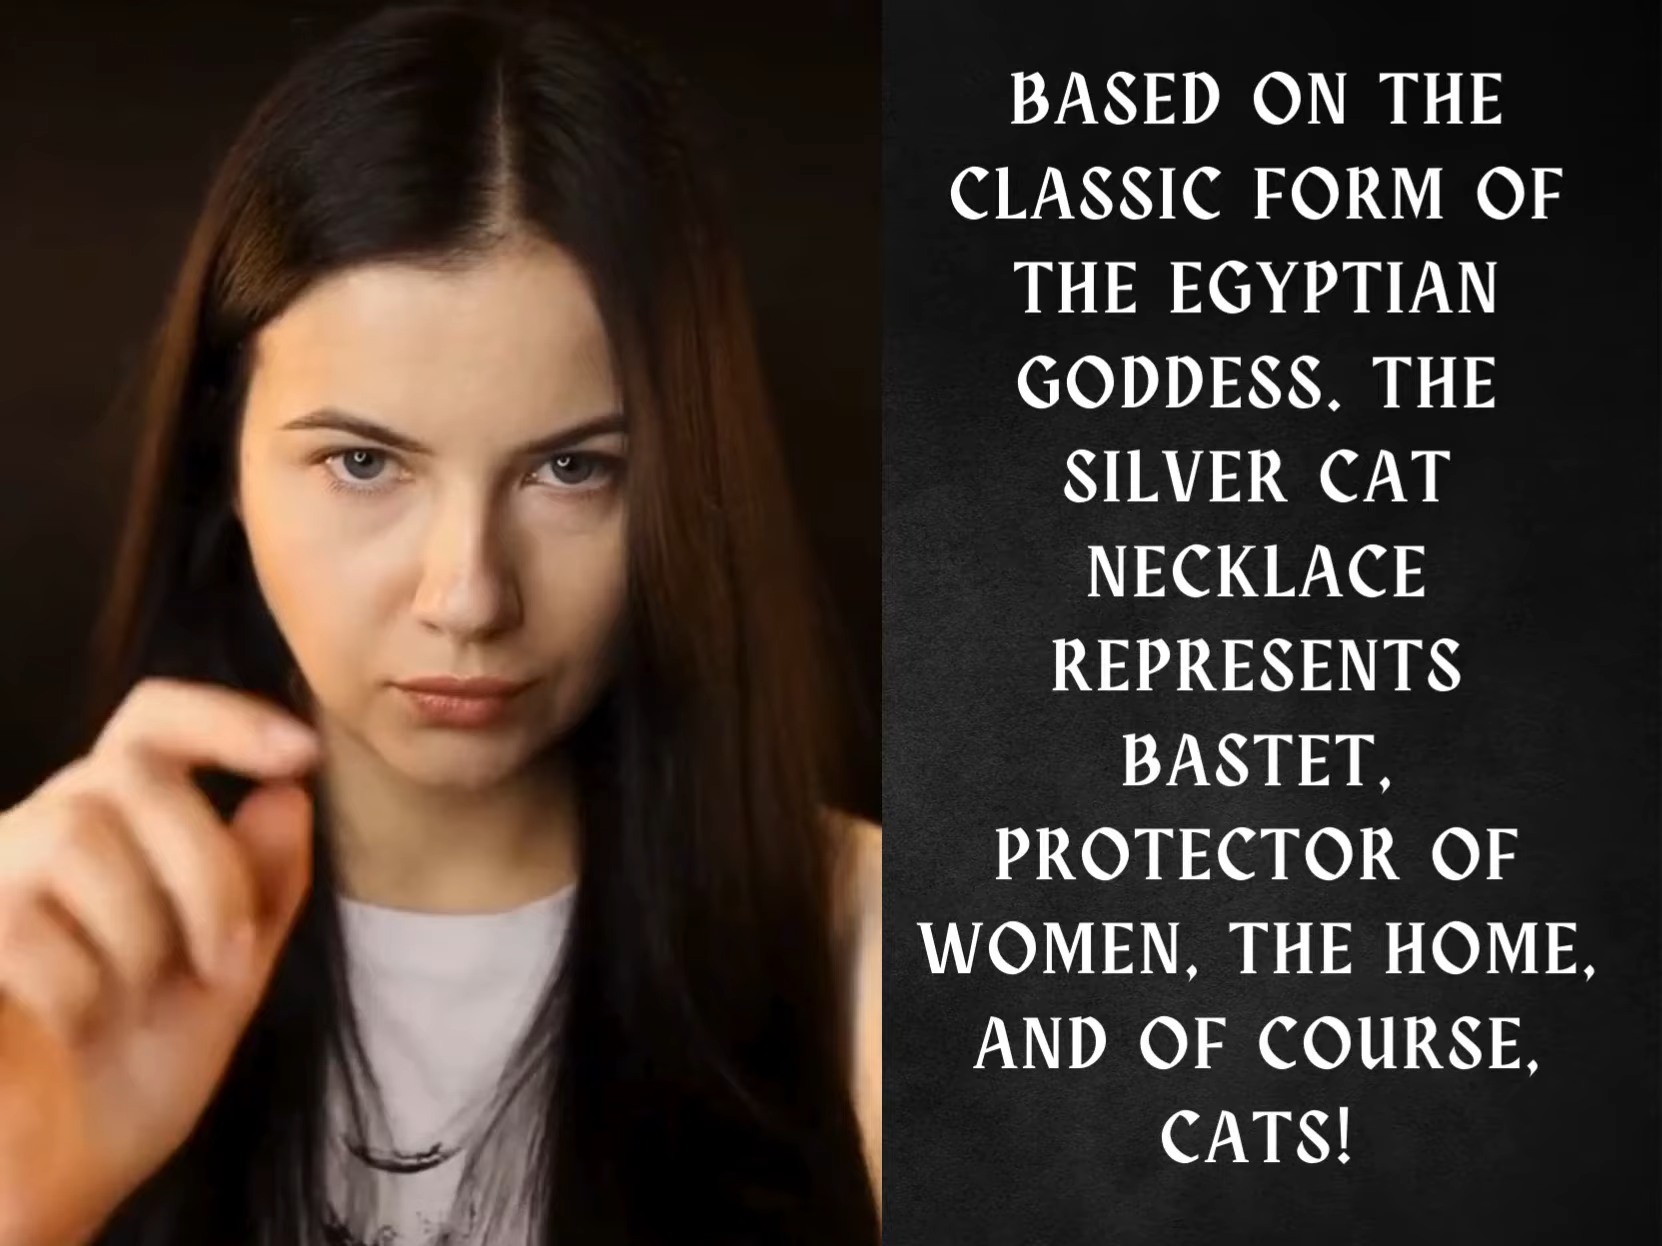 BASED ON THE
CLASSIC FORM OF
THE EGYPTIAN
GODDESS. THE
SILVER CAT
NECKLACE
REPRESENTS
BASTET,
PROTECTOR OF
WOMEN, THE HOME,
AND OF COURSE,
CATS!